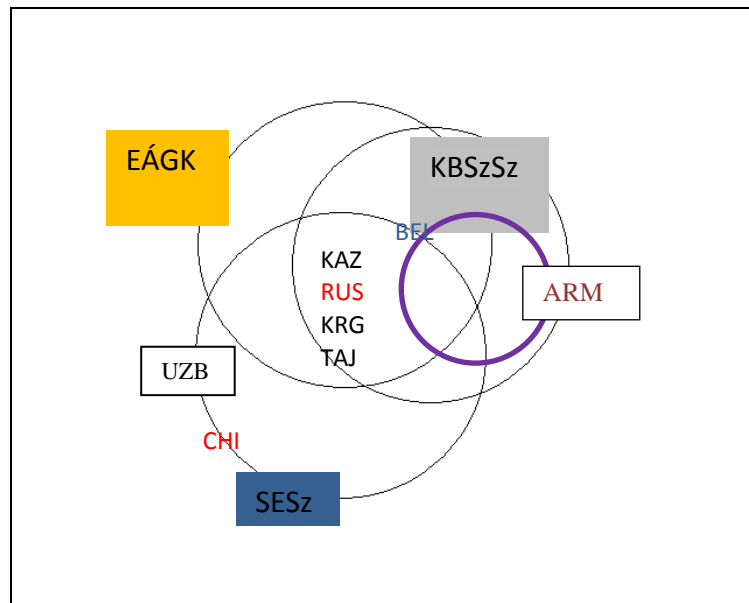 EÁGK
KBSzSz
BEL
KAZ
RUS
KRG
TAJ
ARM
UZB
CHI
SESz